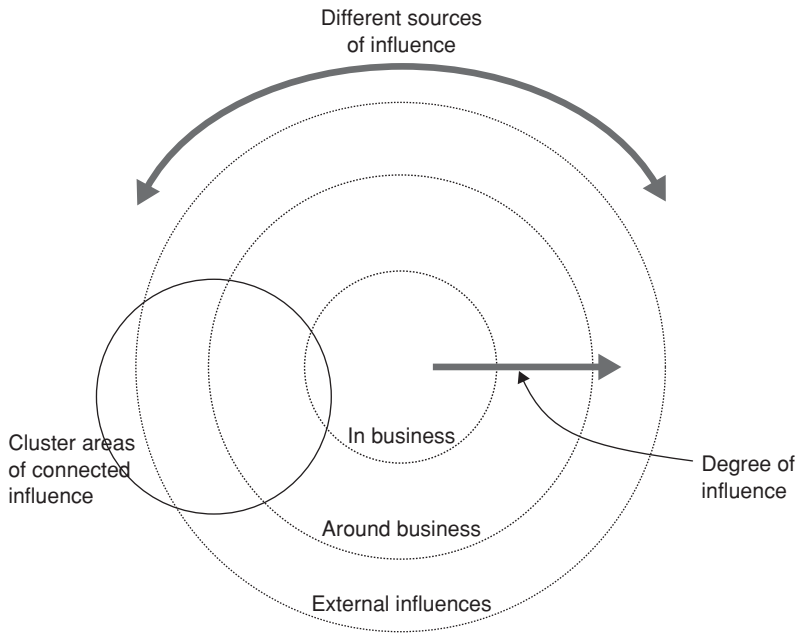 Different sources
of influence
In business
Cluster areas
of connected
influence
Degree of
influence
Around business
External influences